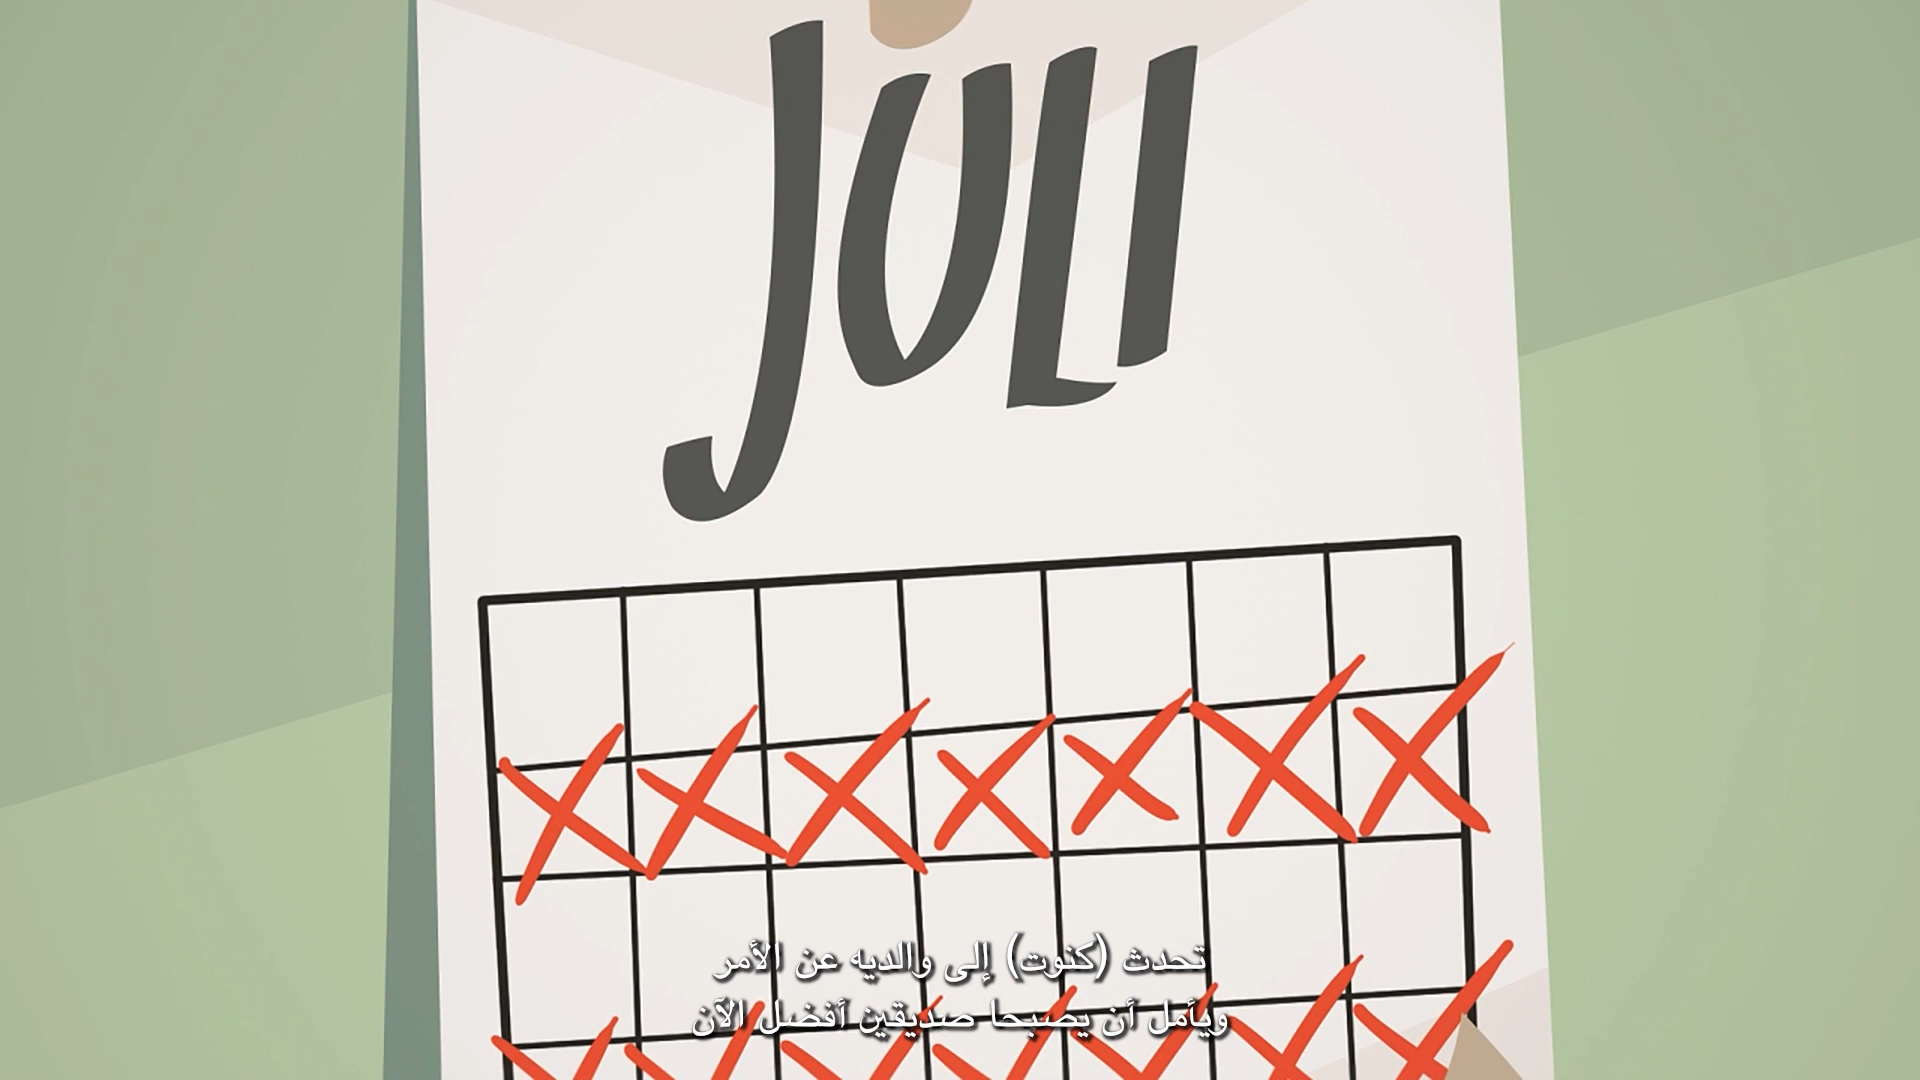 JULI
تحدث (كنوت) إلى والديه عن الأمر
ويأمل أن يصبحا صديقين أفضل الآن